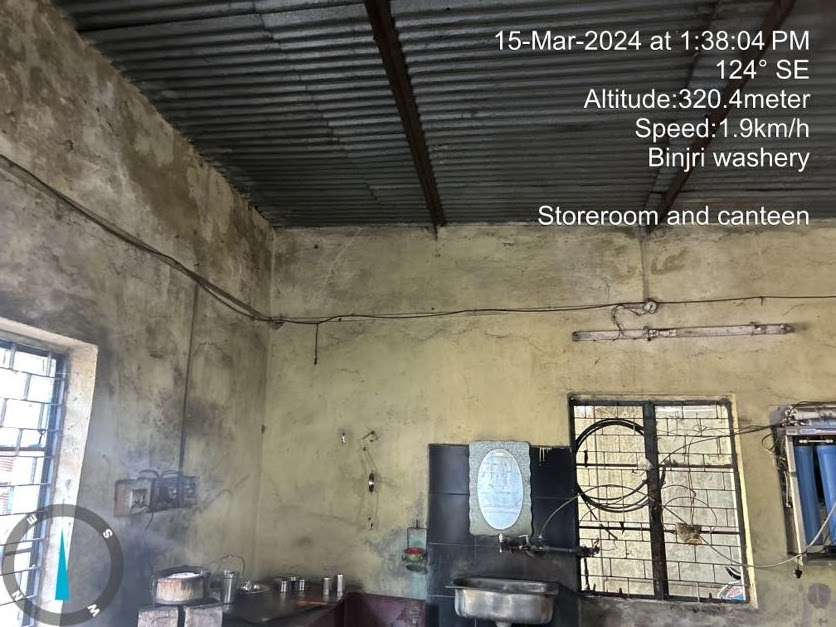 15-Mar-2024 at 1:38:04 PM
124° SE
Altitude:320.4meter
Speed:1.9km/h
Binjri washery
Storeroom and canteen
E
S
N
W